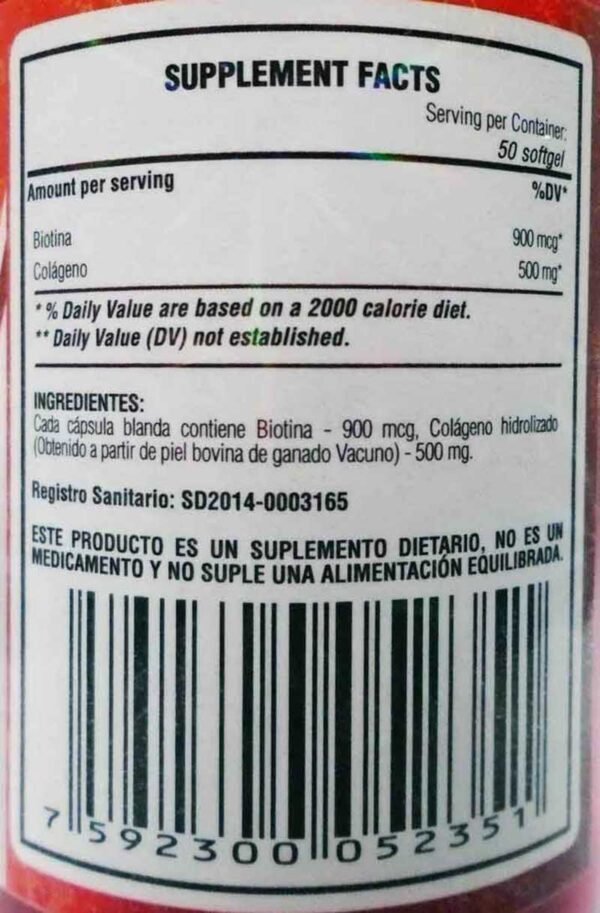 SUPPLEMENT FACTS
Serving per Container:
50 softgel
Amount per serving %DV*
Biotina 900 mcg*
Colágeno 500 mg*
* % Daily Value are based on a 2000 calorie diet.
** Daily Value (DV) not established.
INGREDIENTES:
Cada cápsula blanda contiene Biotina - 900 mcg, Colágeno hidrolizado
(Obtenido a partir de piel bovina de ganado Vacuno) - 500 mg.
Registro Sanitario: SD2014-0003165
ESTE PRODUCTO ES UN SUPLEMENTO DIETARIO, NO ES UN
MEDICAMENTO Y NO SUPLE UNA ALIMENTACIÓN EQUILIBRADA.
7 592300 052351